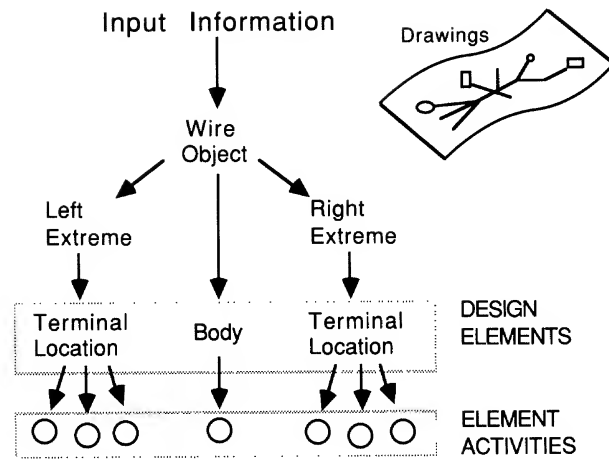 Input Information
Drawings
Wire
Object
Left
Extreme
Right
Extreme
Terminal
Location
Body
Terminal
Location
DESIGN
ELEMENTS
ELEMENT
ACTIVITIES